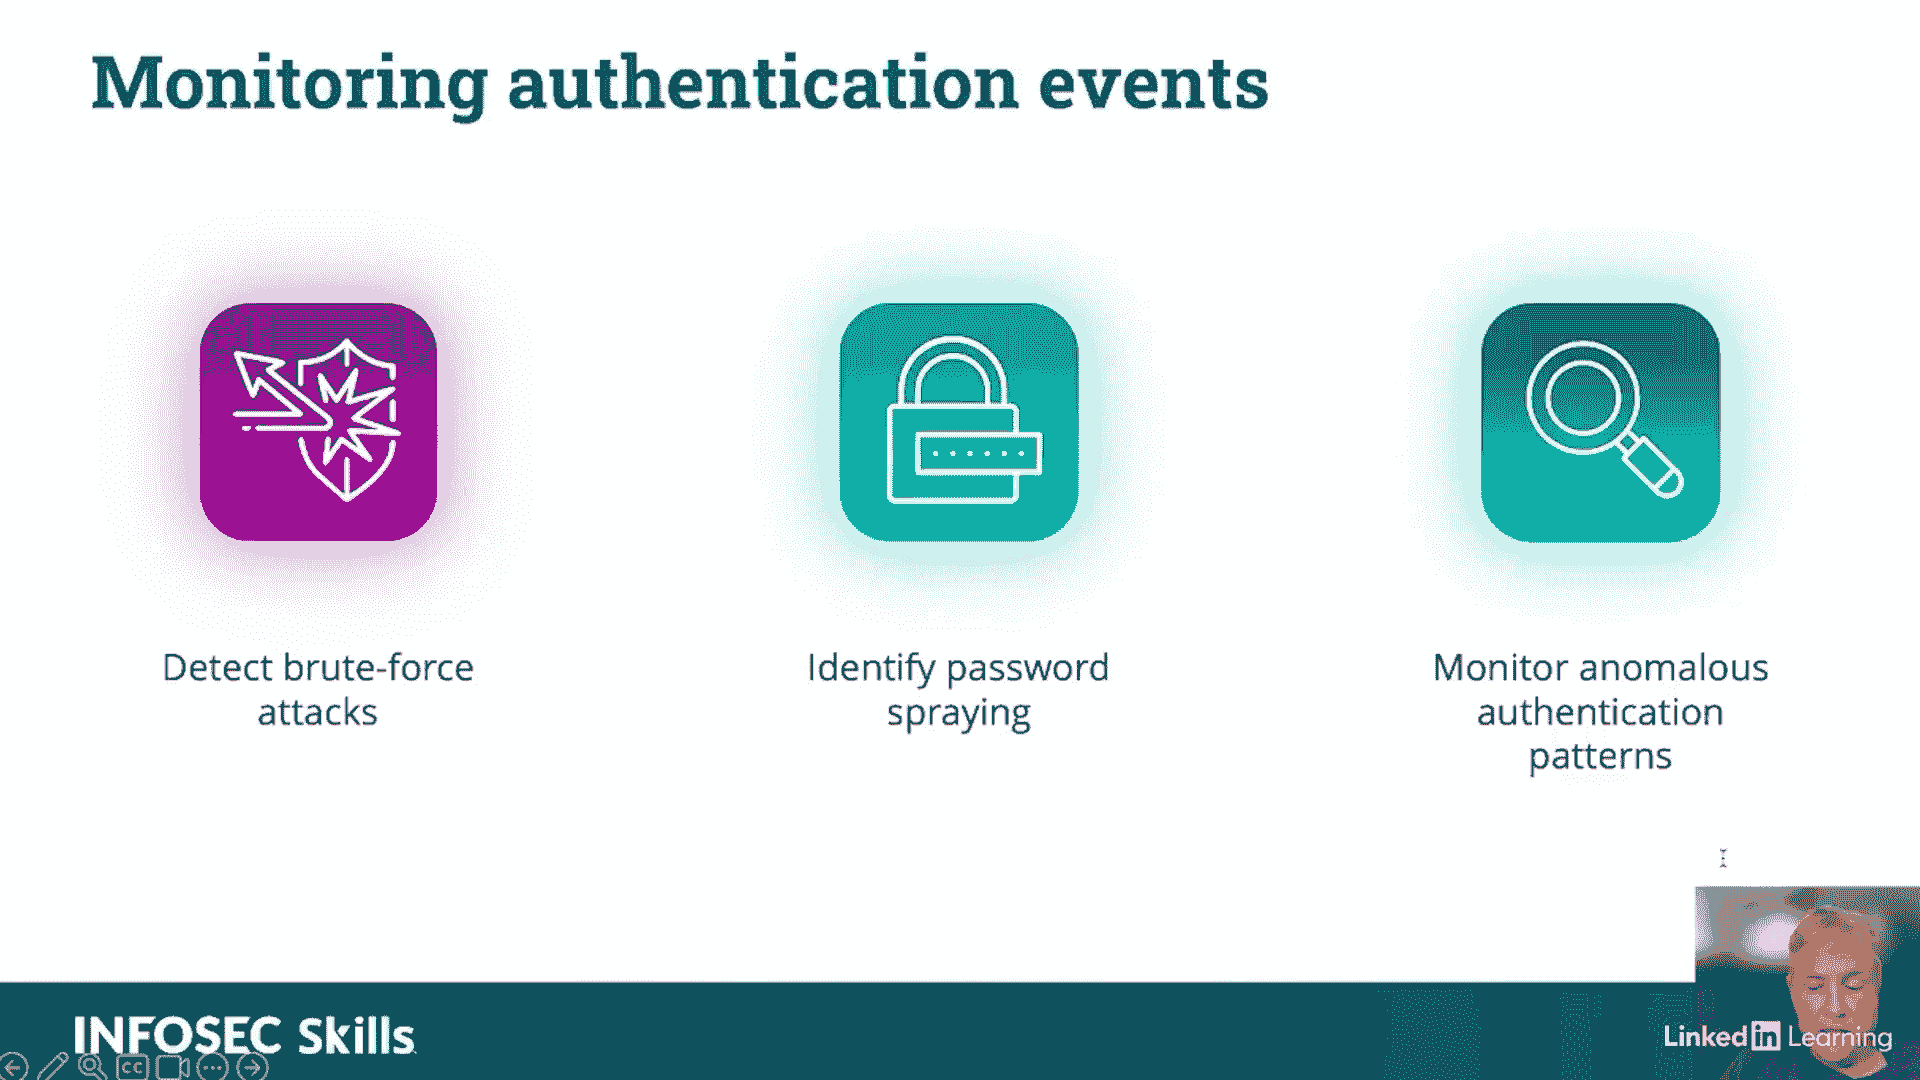 Monitoring authentication events
Detect brute-force
attacks
Identify password
spraying
Monitor anomalous
authentication
patterns
INFOSEC Skills
CC
Linked in Learning